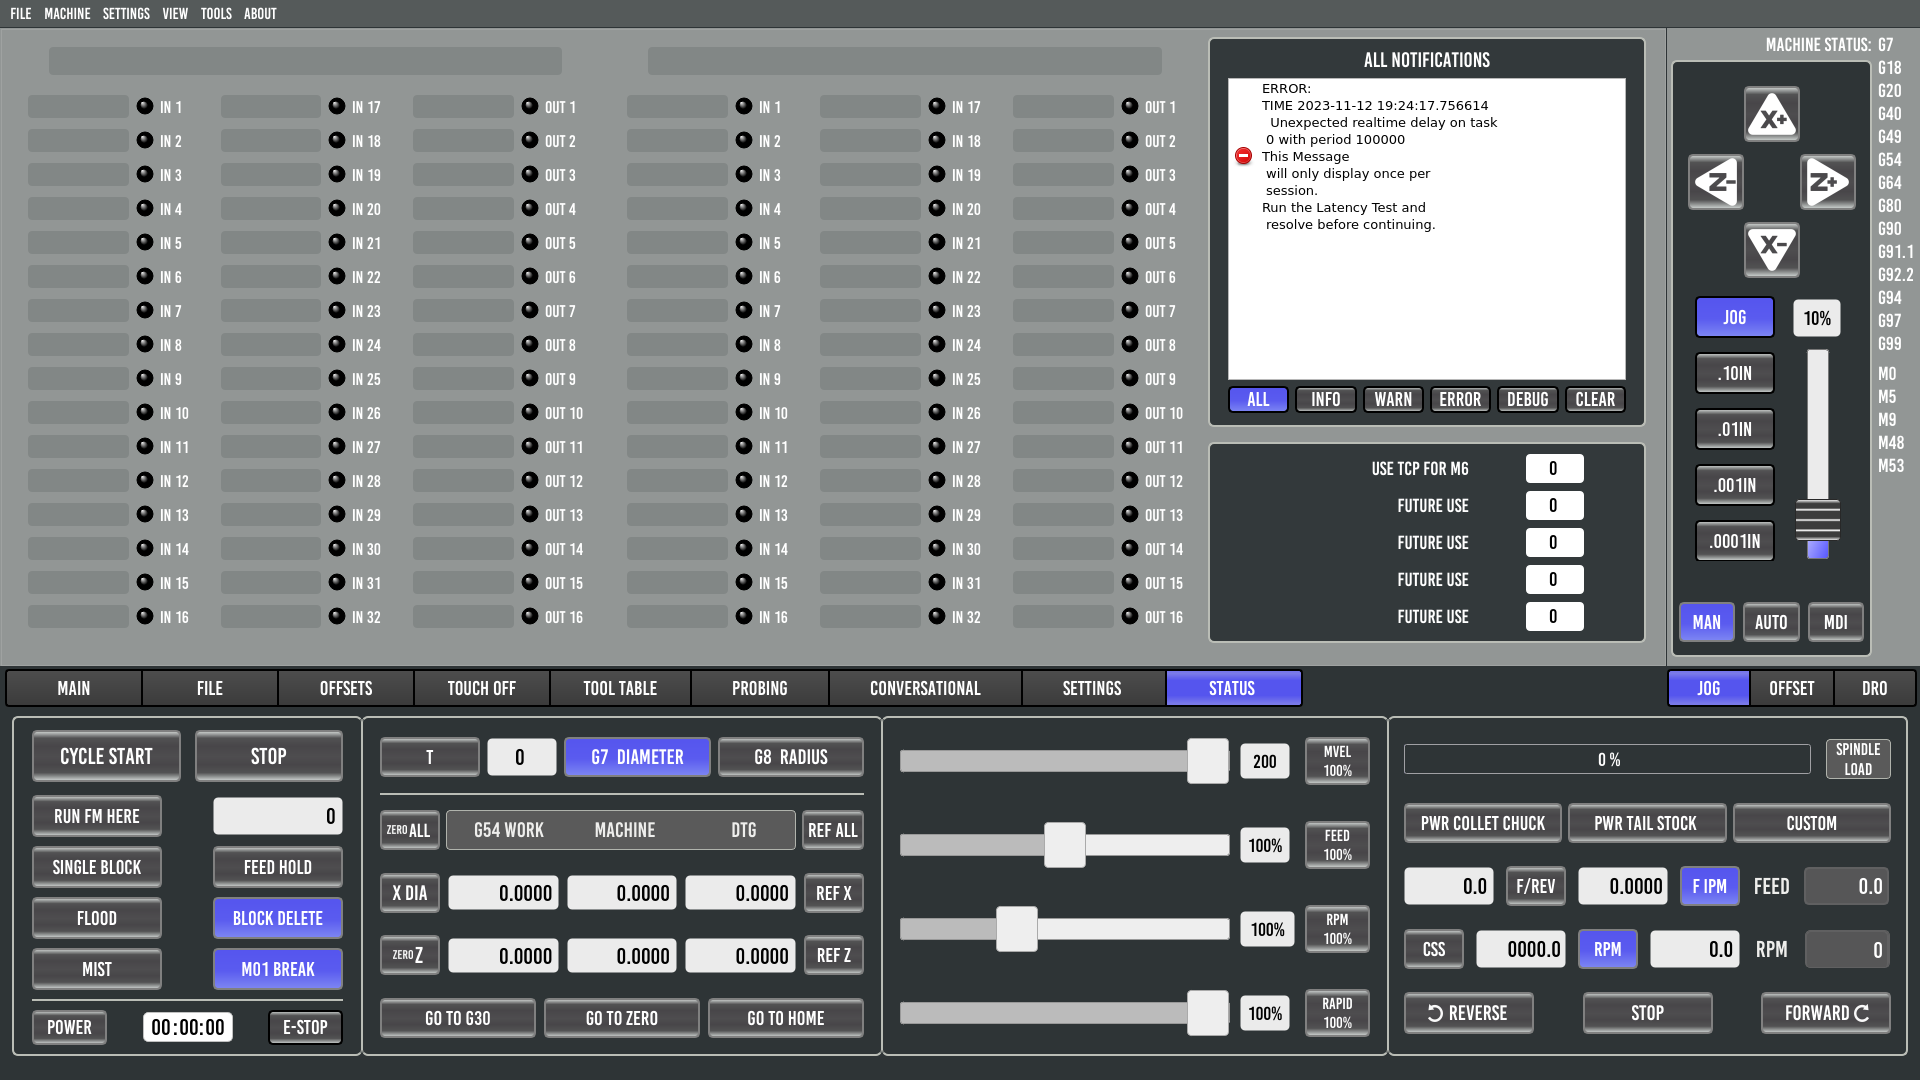 FILE MACHINE SETTINGS VIEW TOOLS ABOUT
IN 1 IN 17 OUT 1 IN 1 IN 17 OUT 1
IN 2 IN 18 OUT 2 IN 2 IN 18 OUT 2
IN 3 IN 19 OUT 3 IN 3 IN 19 OUT 3
IN 4 IN 20 OUT 4 IN 4 IN 20 OUT 4
IN 5 IN 21 OUT 5 IN 5 IN 21 OUT 5
IN 6 IN 22 OUT 6 IN 6 IN 22 OUT 6
IN 7 IN 23 OUT 7 IN 7 IN 23 OUT 7
IN 8 IN 24 OUT 8 IN 8 IN 24 OUT 8
IN 9 IN 25 OUT 9 IN 9 IN 25 OUT 9
IN 10 IN 26 OUT 10 IN 10 IN 26 OUT 10
IN 11 IN 27 OUT 11 IN 11 IN 27 OUT 11
IN 12 IN 28 OUT 12 IN 12 IN 28 OUT 12
IN 13 IN 29 OUT 13 IN 13 IN 29 OUT 13
IN 14 IN 30 OUT 14 IN 14 IN 30 OUT 14
IN 15 IN 31 OUT 15 IN 15 IN 31 OUT 15
IN 16 IN 32 OUT 16 IN 16 IN 32 OUT 16
ALL NOTIFICATIONS
ERROR:
TIME 2023-11-12 19:24:17.756614
Unexpected realtime delay on task
0 with period 100000
This Message
will only display once per
session.
Run the Latency Test and
resolve before continuing.
ALL INFO WARN ERROR DEBUG CLEAR
USE TCP FOR M6 0
FUTURE USE 0
FUTURE USE 0
FUTURE USE 0
FUTURE USE 0
MACHINE STATUS: G7
G18
G20
G40
G49
G54
G64
G80
G90
G91.1
G92.2
G94
G97
G99
M0
M5
M9
M48
M53
X+
Z- Z+
X-
JOG 10%
.10IN
.01IN
.001IN
.0001IN
MAN AUTO MDI
MAIN FILE OFFSETS TOUCH OFF TOOL TABLE PROBING CONVERSATIONAL SETTINGS STATUS
JOG OFFSET DRO
CYCLE START STOP
RUN FM HERE 0
SINGLE BLOCK FEED HOLD
FLOOD BLOCK DELETE
MIST M01 BREAK
POWER 00:00:00 E-STOP
T 0 G7 DIAMETER G8 RADIUS
ZERO ALL G54 WORK MACHINE DTG REF ALL
X DIA 0.0000 0.0000 0.0000 REF X
ZERO Z 0.0000 0.0000 0.0000 REF Z
GO TO G30 GO TO ZERO GO TO HOME
200 MVEL
100%
100% FEED
100%
100% RPM
100%
100% RAPID
100%
0 % SPINDLE
LOAD
PWR COLLET CHUCK PWR TAIL STOCK CUSTOM
0.0 F/REV 0.0000 F IPM FEED 0.0
CSS 0000.0 RPM 0.0 RPM 0
REVERSE STOP FORWARD